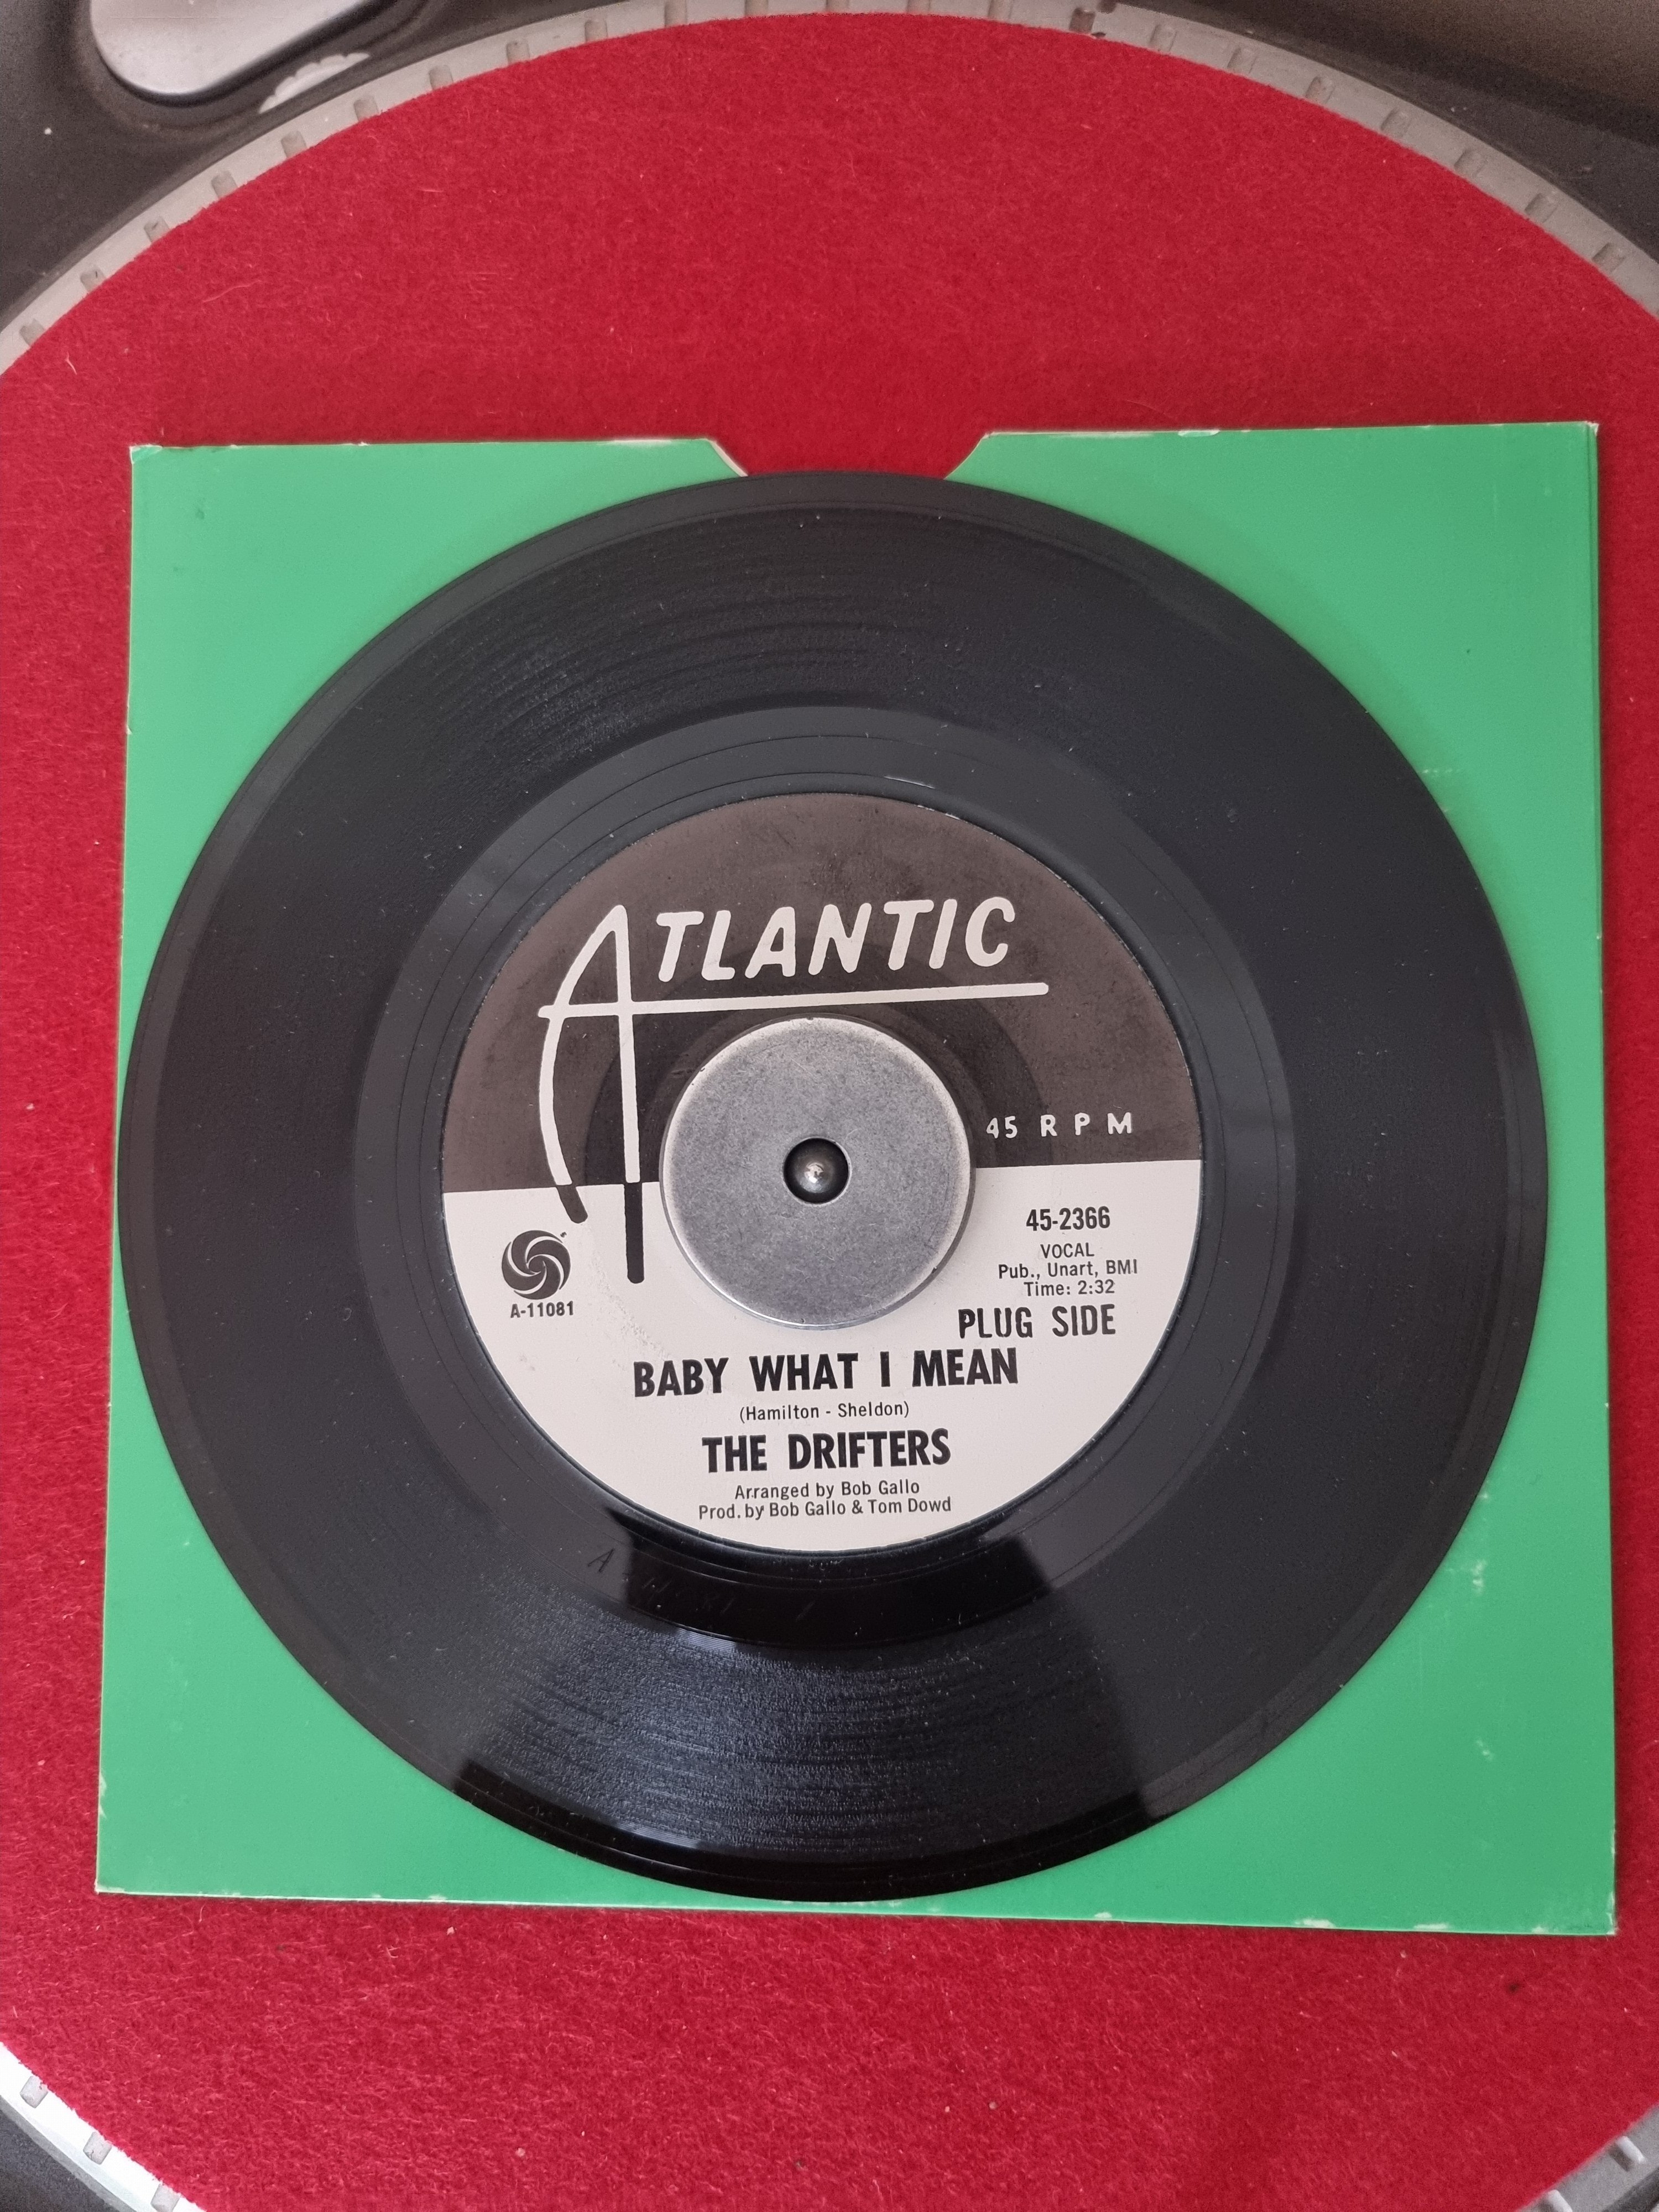 ATLANTIC
45 RPM
45-2366
VOCAL
Pub., Unart, BMI
Time: 2:32
A-11081
PLUG SIDE
BABY WHAT I MEAN
(Hamilton - Sheldon)
THE DRIFTERS
Arranged by Bob Gallo
Prod. by Bob Gallo & Tom Dowd